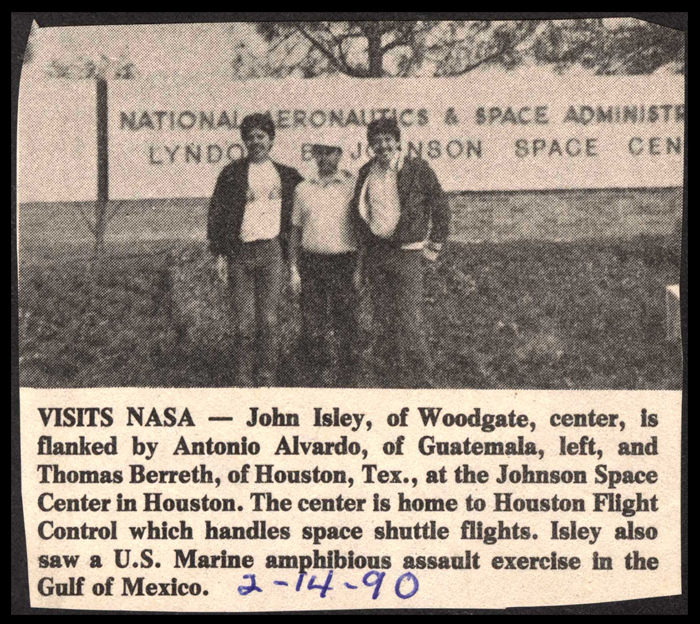 NATIONAL AERONAUTICS & SPACE ADMINISTR
LYNDO B JOHNSON SPACE CEN
VISITS NASA — John Isley, of Woodgate, center, is
flanked by Antonio Alvardo, of Guatemala, left, and
Thomas Berreth, of Houston, Tex., at the Johnson Space
Center in Houston. The center is home to Houston Flight
Control which handles space shuttle flights. Isley also
saw a U.S. Marine amphibious assault exercise in the
Gulf of Mexico. 2-14-90